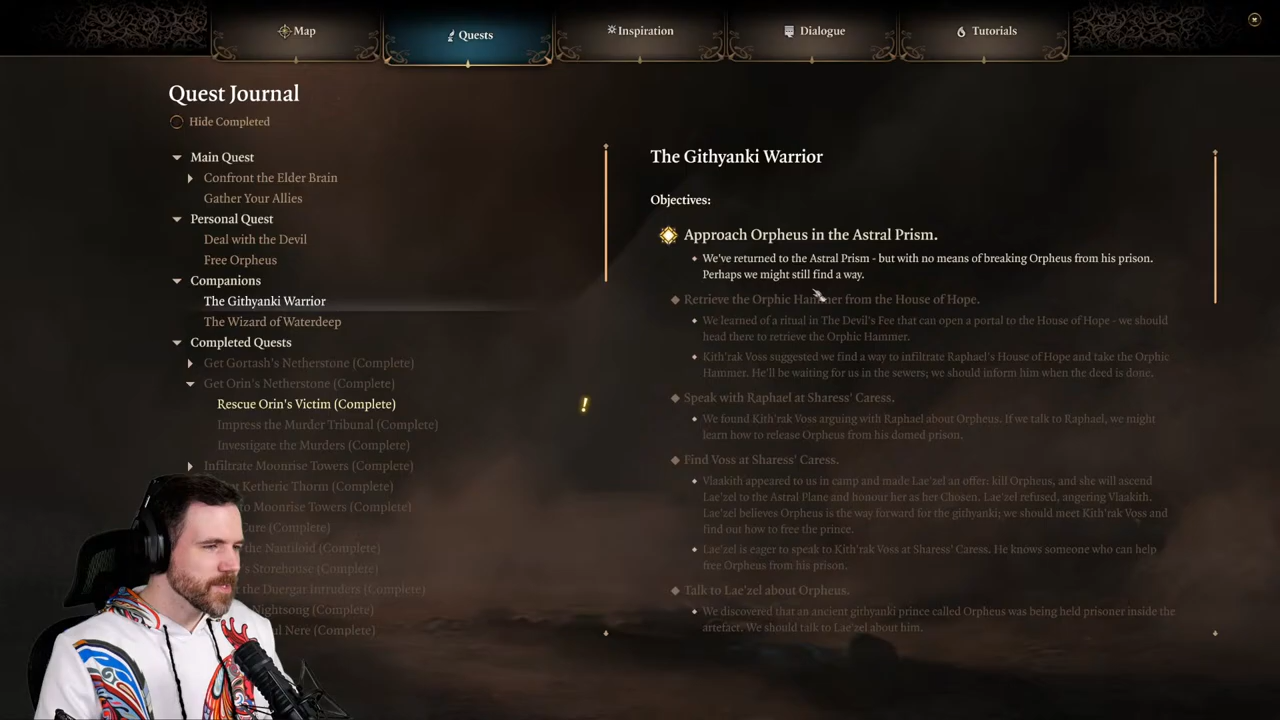 Map
Quests
Inspiration
Dialogue
Tutorials
Quest Journal
Hide Completed
Main Quest
Confront the Elder Brain
Gather Your Allies
Personal Quest
Deal with the Devil
Free Orpheus
Companions
The Githyanki Warrior
The Wizard of Waterdeep
Completed Quests
Get Gortash's Netherstone (Complete)
Get Orin's Netherstone (Complete)
Rescue Orin's Victim (Complete)
Impress the Murder Tribunal (Complete)
Investigate the Murders (Complete)
Infiltrate Moonrise Towers (Complete)
Ketheric Thorm (Complete)
Moonrise Towers (Complete)
Cure (Complete)
the Nautiloid (Complete)
Storehouse (Complete)
the Duergar Intruders (Complete)
Nightsong (Complete)
Nere (Complete)
The Githyanki Warrior
Objectives:
Approach Orpheus in the Astral Prism.
We've returned to the Astral Prism - but with no means of breaking Orpheus from his prison.
Perhaps we might still find a way.
Retrieve the Orphic Hammer from the House of Hope.
We learned of a ritual in The Devil's Fee that can open a portal to the House of Hope - we should
head there to retrieve the Orphic Hammer.
Kith'rak Voss suggested we find a way to infiltrate Raphael's House of Hope and take the Orphic
Hammer. He'll be waiting for us in the sewers; we should inform him when the deed is done.
Speak with Raphael at Sharess' Caress.
We found Kith'rak Voss arguing with Raphael about Orpheus. If we talk to Raphael, we might
learn how to release Orpheus from his domed prison.
Find Voss at Sharess' Caress.
Vlaakith appeared to us in camp and made Lae'zel an offer: kill Orpheus, and she will ascend
Lae'zel to the Astral Plane and honour her as her Chosen. Lae'zel refused, angering Vlaakith.
Lae'zel believes Orpheus is the way forward for the githyanki; we should meet Kith'rak Voss and
find out how to free the prince.
Lae'zel is eager to speak to Kith'rak Voss at Sharess' Caress. He knows someone who can help
free Orpheus from his prison.
Talk to Lae'zel about Orpheus.
We discovered that an ancient githyanki prince called Orpheus was being held prisoner inside the
artefact. We should talk to Lae'zel about him.